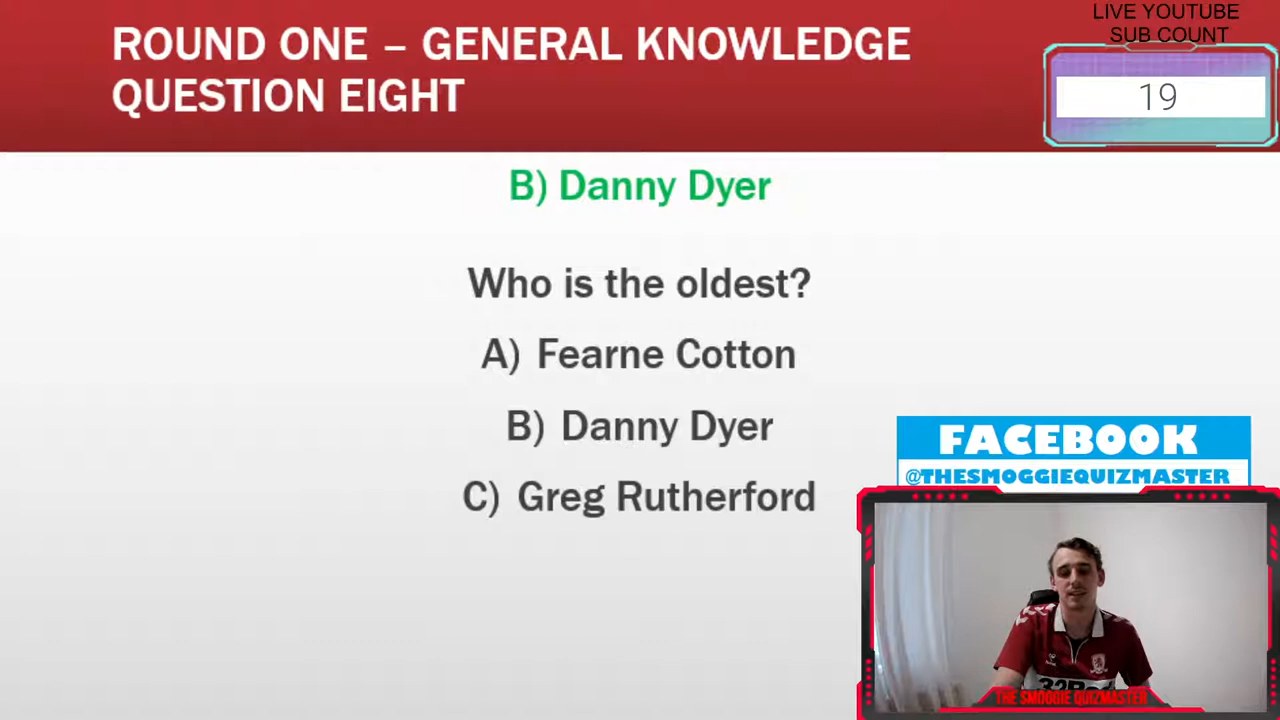 ROUND ONE – GENERAL KNOWLEDGE
QUESTION EIGHT
LIVE YOUTUBE
SUB COUNT
19
B) Danny Dyer
Who is the oldest?
A) Fearne Cotton
B) Danny Dyer
C) Greg Rutherford
FACEBOOK
@THESMOGGIEQUIZMASTER
THE SMOGGIE QUIZMASTER